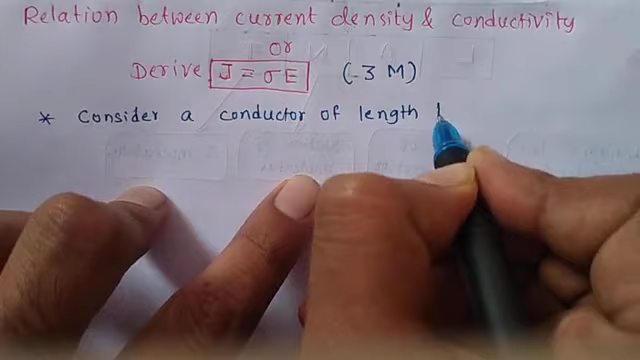 Relation between current density & conductivity
or
Derive J = σE (-3 M)
* Consider a conductor of length l